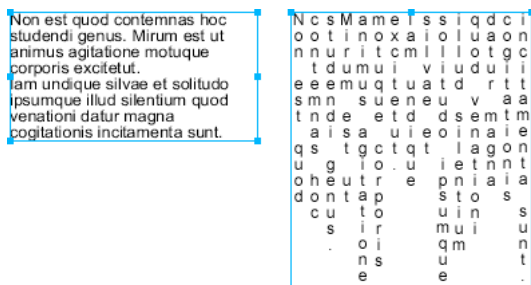 Non est quod contemnas hoc
studendi genus. Mirum est ut
animus agitatione motuque
corporis excitetut.
Iam undique silvae et solitudo
ipsumque illud silentium quod
venationi datur magna
cogitationis incitamenta sunt.
Non est quod
contemnas hoc
studendi genus.
Mirum est ut
animus agitatione
motuque corporis
excitetur.
Iam undique
silvae et
solitudo ipsumque
illud silentium
quod venationi
datur magna
cogitationis
incitamenta sunt.